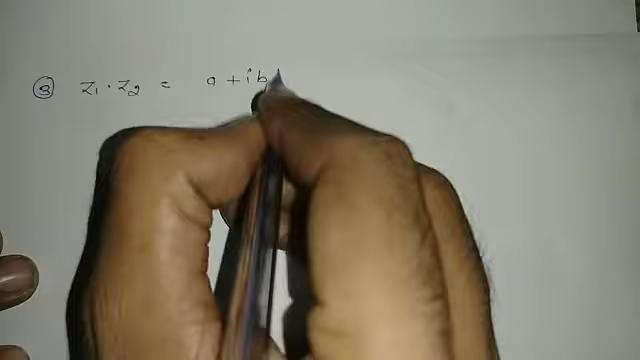 ③ z₁·z₂ = a+ib